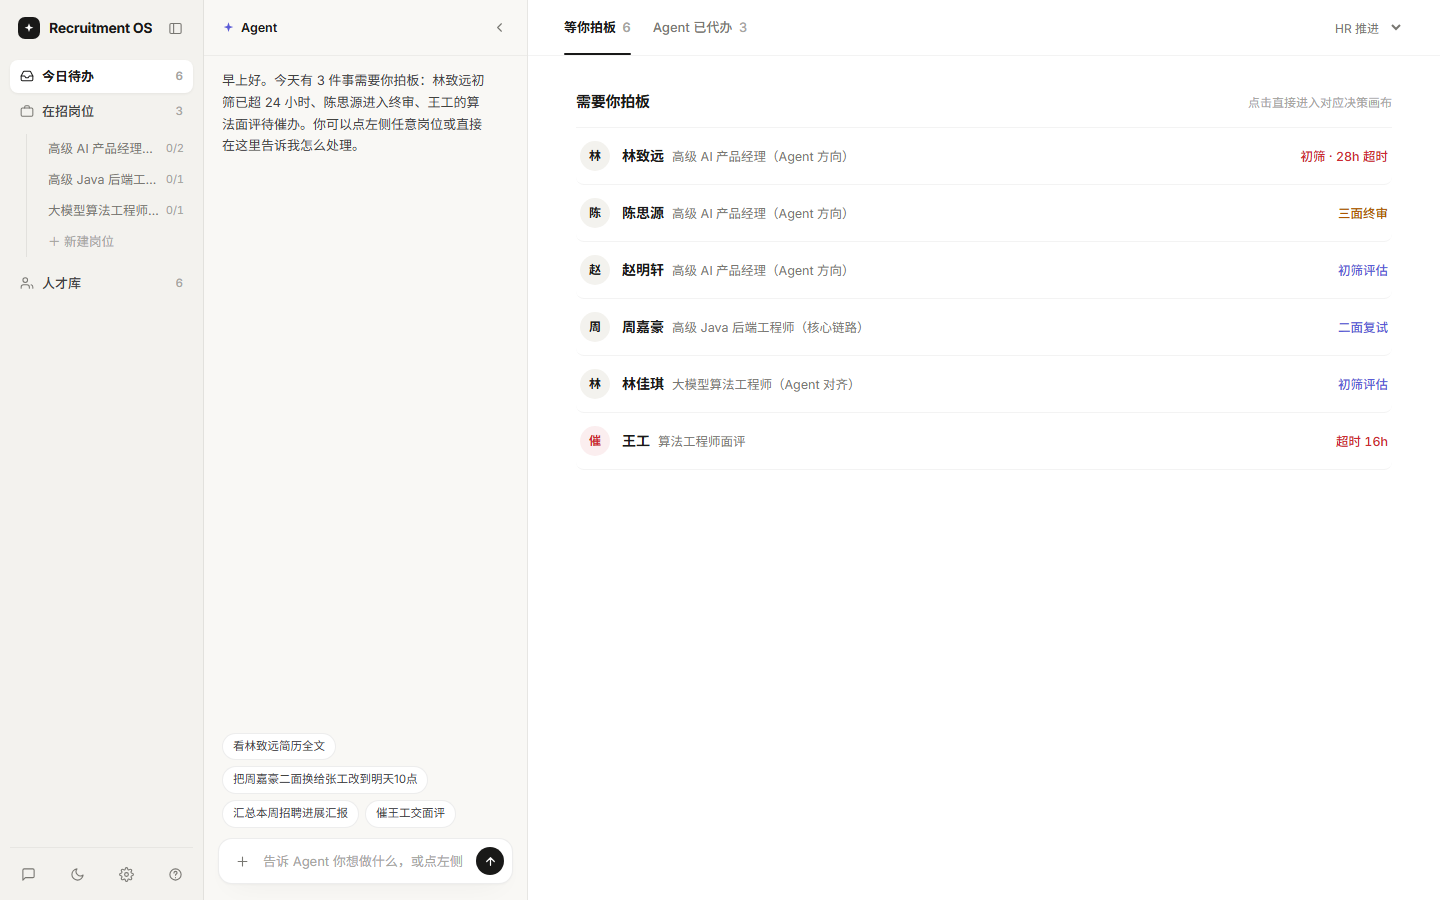 Recruitment OS
今日待办 6
在招岗位 3
高级 AI 产品经理... 0/2
高级 Java 后端工... 0/1
大模型算法工程师... 0/1
新建岗位
人才库 6
Agent
早上好。今天有 3 件事需要你拍板：林致远初
筛已超 24 小时、陈思源进入终审、王工的算
法面评待催办。你可以点左侧任意岗位或直接
在这里告诉我怎么处理。
看林致远简历全文
把周嘉豪二面换给张工改到明天10点
汇总本周招聘进展汇报 催王工交面评
告诉 Agent 你想做什么，或点左侧
等你拍板 6 Agent 已代办 3 HR 推进
需要你拍板 点击直接进入对应决策画布
林 林致远 高级 AI 产品经理（Agent 方向） 初筛 · 28h 超时
陈 陈思源 高级 AI 产品经理（Agent 方向） 三面终审
赵 赵明轩 高级 AI 产品经理（Agent 方向） 初筛评估
周 周嘉豪 高级 Java 后端工程师（核心链路） 二面复试
林 林佳琪 大模型算法工程师（Agent 对齐） 初筛评估
催 王工 算法工程师面评 超时 16h